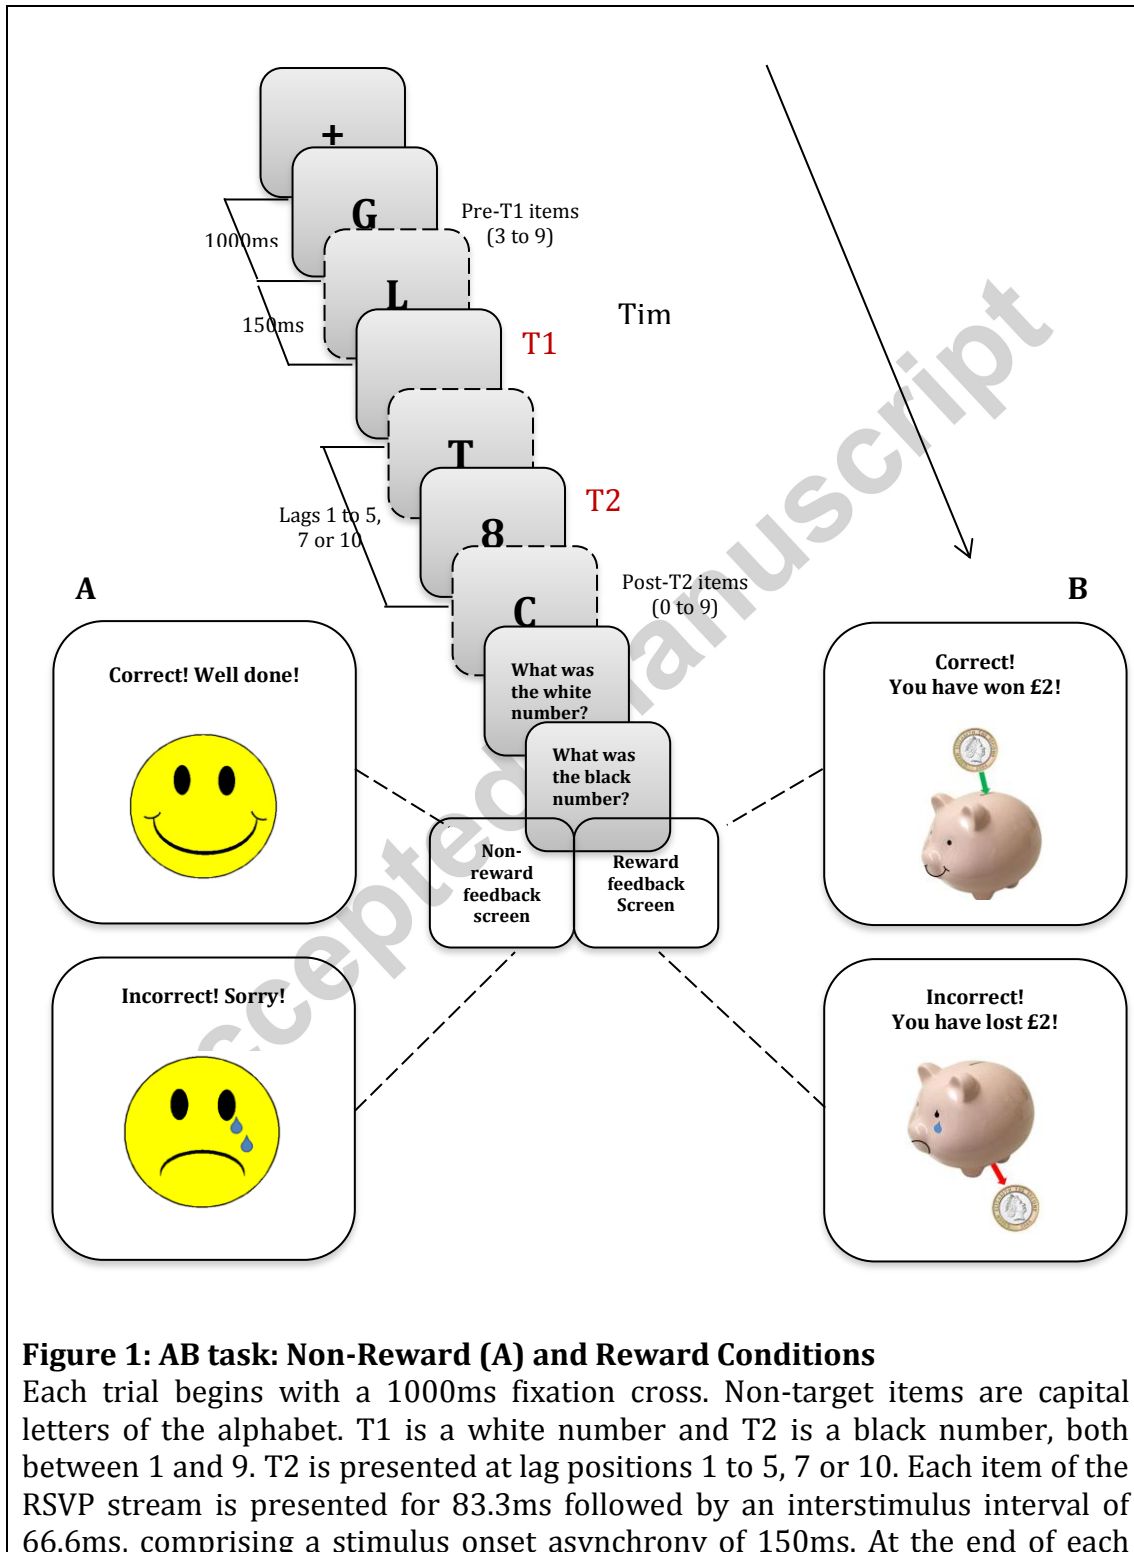 +
G
Pre-T1 items
(3 to 9)
1000ms
L
150ms
Tim
T1
T
T2
Lags 1 to 5,
7 or 10
8
A
Post-T2 items
(0 to 9)
B
C
Correct! Well done!
What was
the white
number?
Correct!
You have won £2!
What was
the black
number?
Non-
reward
feedback
screen
Reward
feedback
Screen
Incorrect! Sorry!
Incorrect!
You have lost £2!
Accepted Manuscript
Figure 1: AB task: Non-Reward (A) and Reward Conditions
Each trial begins with a 1000ms fixation cross. Non-target items are capital
letters of the alphabet. T1 is a white number and T2 is a black number, both
between 1 and 9. T2 is presented at lag positions 1 to 5, 7 or 10. Each item of the
RSVP stream is presented for 83.3ms followed by an interstimulus interval of
66.6ms, comprising a stimulus onset asynchrony of 150ms. At the end of each